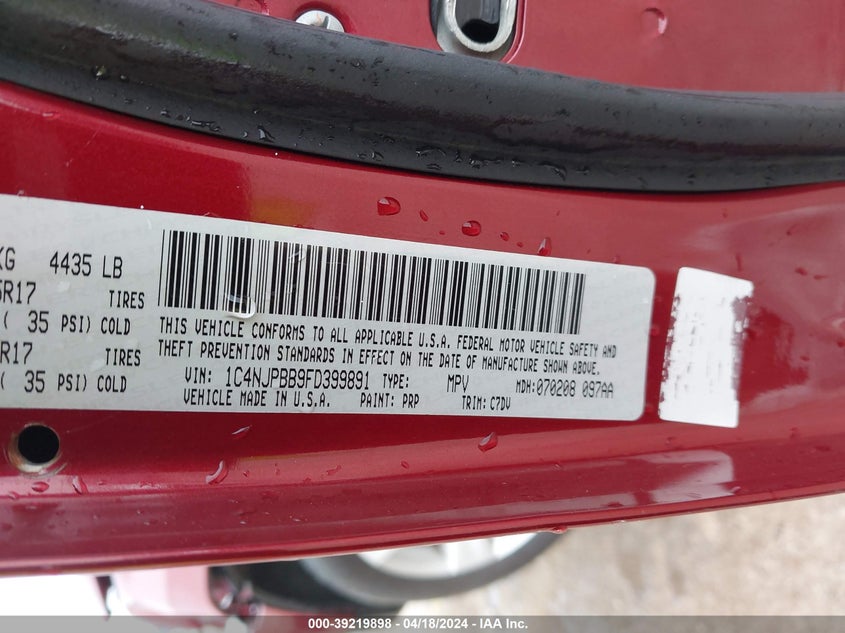 KG 4435 LB
5R17 TIRES
( 35 PSI) COLD
R17 TIRES
( 35 PSI) COLD
THIS VEHICLE CONFORMS TO ALL APPLICABLE U.S.A. FEDERAL MOTOR VEHICLE SAFETY AND
THEFT PREVENTION STANDARDS IN EFFECT ON THE DATE OF MANUFACTURE SHOWN ABOVE.
VIN: 1C4NJPBB9FD399891 TYPE: MPV MDH:070208 097AA
VEHICLE MADE IN U.S.A. PAINT: PRP TRIM: C7DV
000-39219898 - 04/18/2024 - IAA Inc.